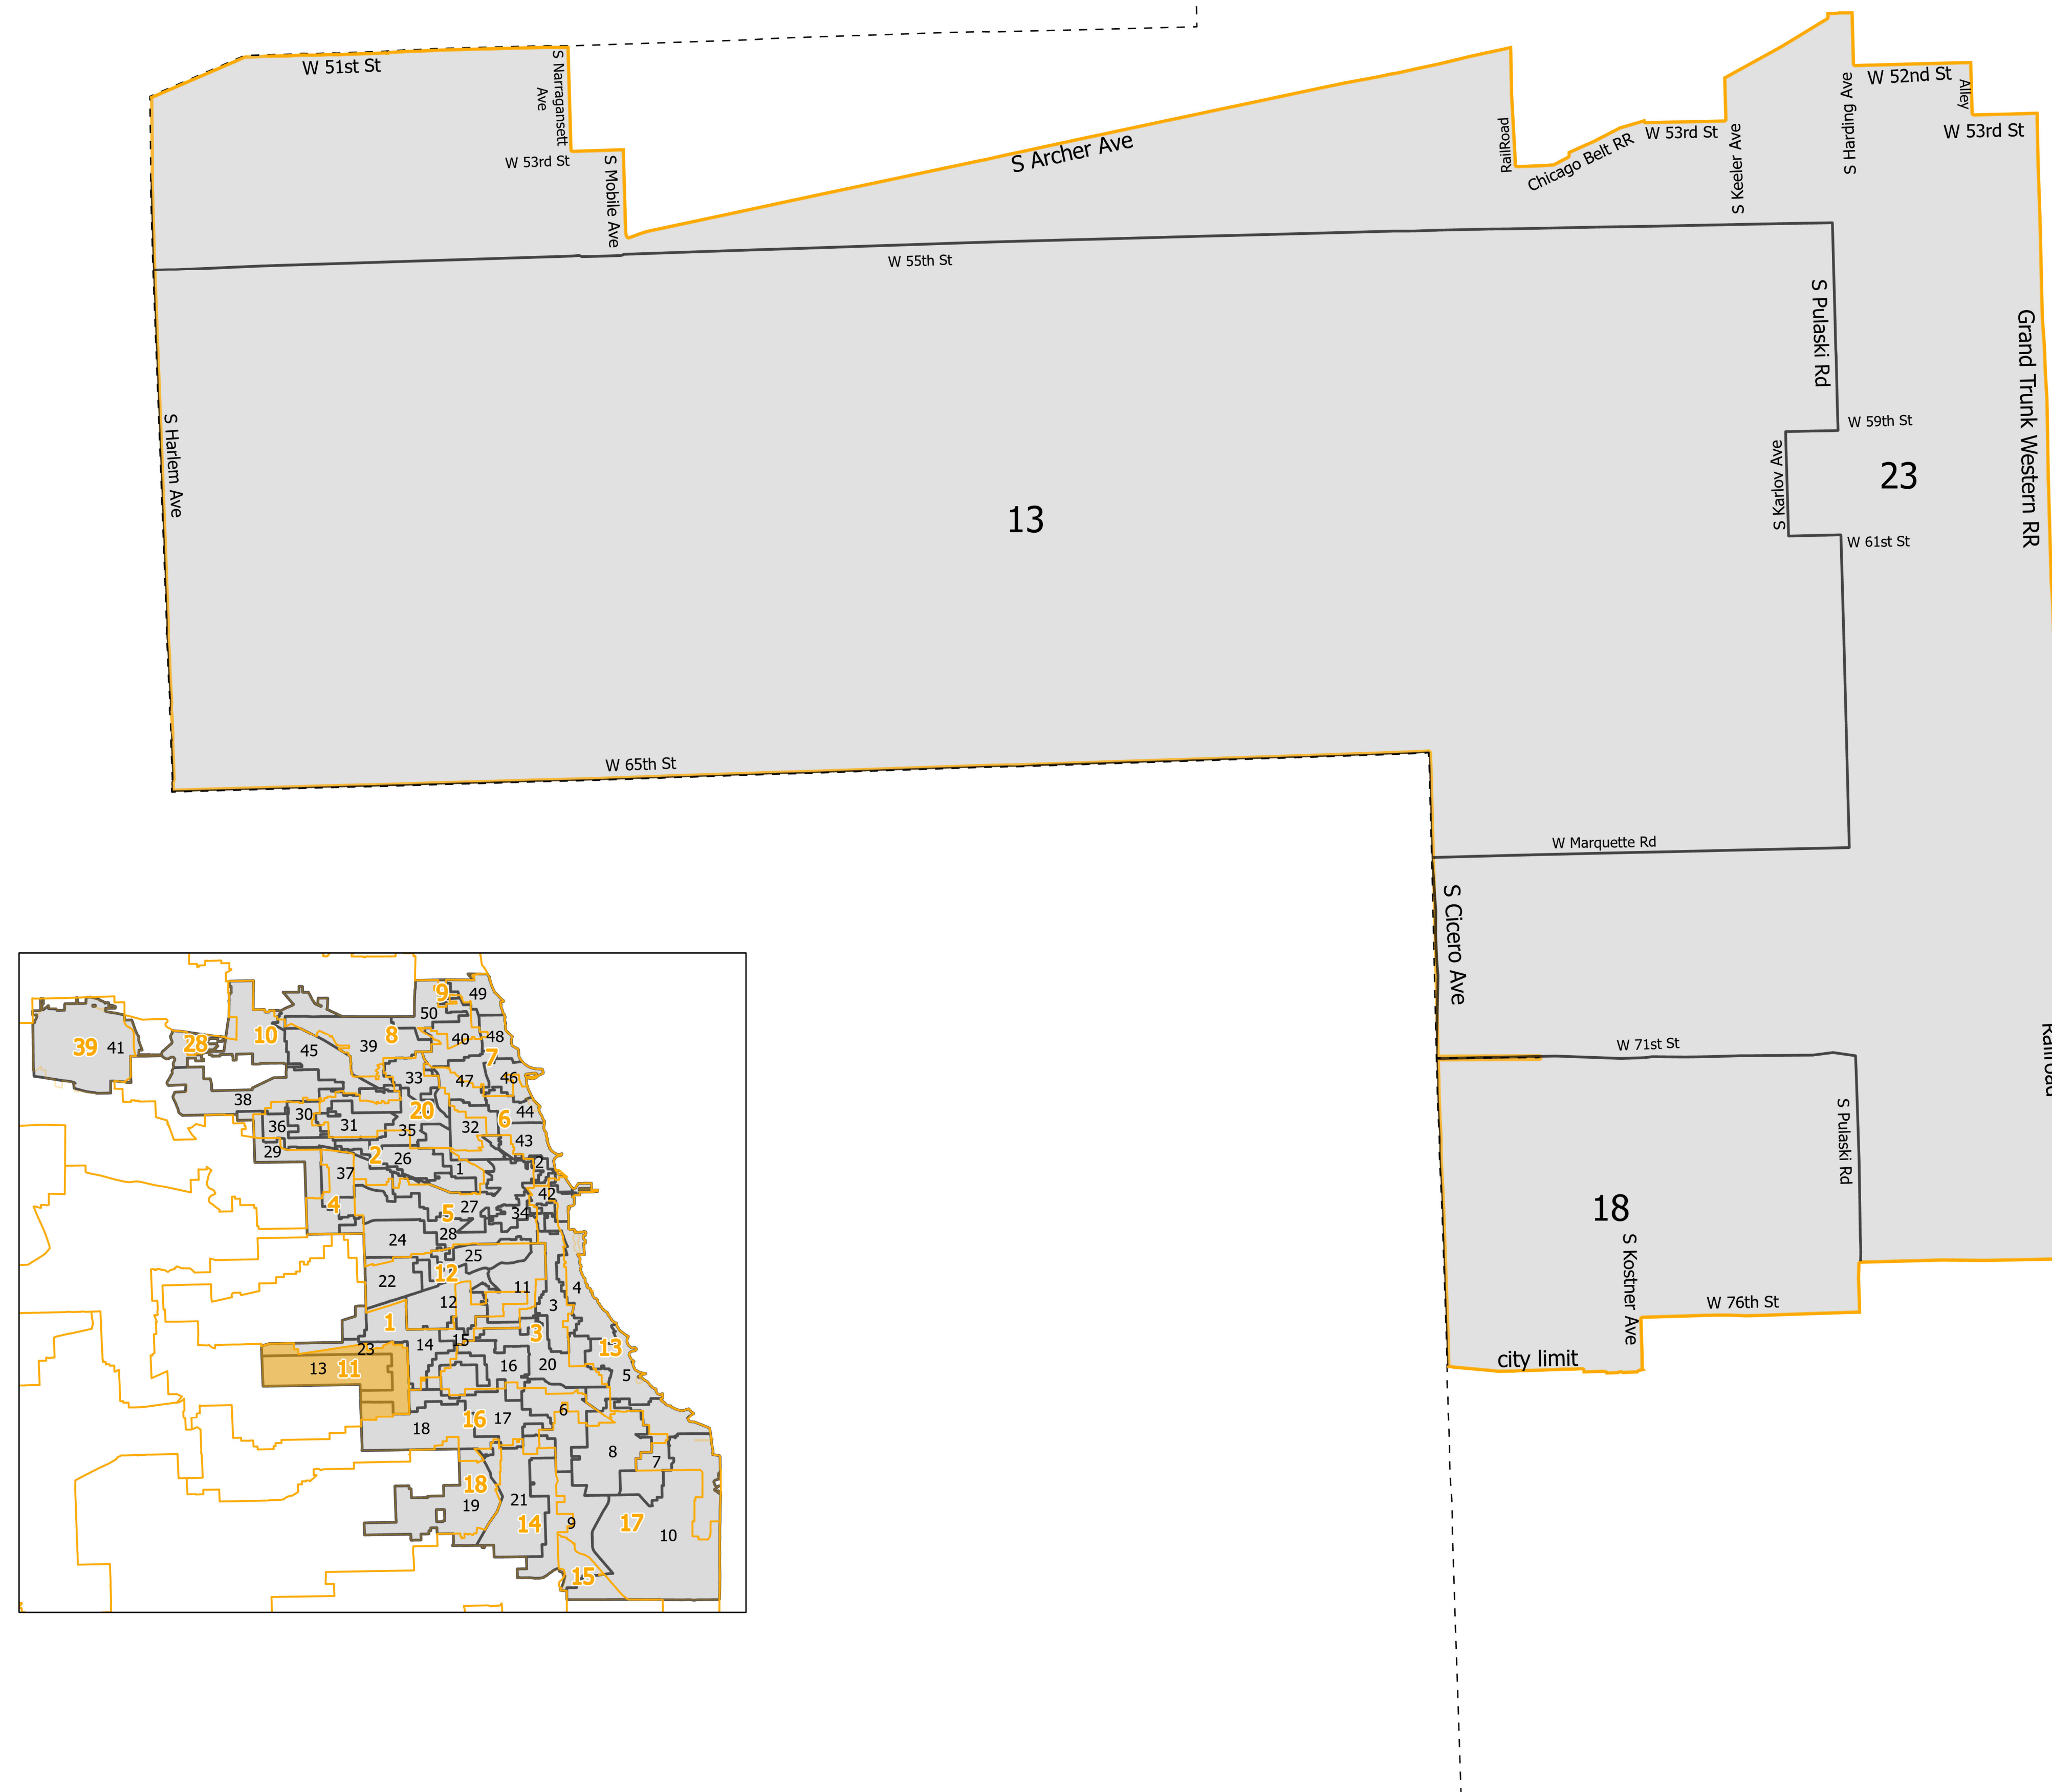 W 51st St
S Narragansett
Ave
W 53rd St
S Mobile Ave
S Archer Ave
RailRoad
Chicago Belt RR
W 53rd St
S Keeler Ave
S Harding Ave
W 52nd St
Alley
W 53rd St
W 55th St
S Pulaski Rd
Grand Trunk Western RR
S Harlem Ave
W 59th St
S Karlov Ave
23
13
W 61st St
W 65th St
W Marquette Rd
S Cicero Ave
W 71st St
S Pulaski Rd
18
S Kostner Ave
W 76th St
city limit
9
49
50
10
8
39
41
28
45
39
40
48
7
33
47
46
38
20
30
44
6
36
31
35
32
43
29
2
26
2
37
1
42
4
27
5
34
24
28
25
12
22
11
4
12
3
1
3
15
13
23
14
13
11
16
20
5
6
16
17
18
8
7
18
19
21
14
9
17
10
15